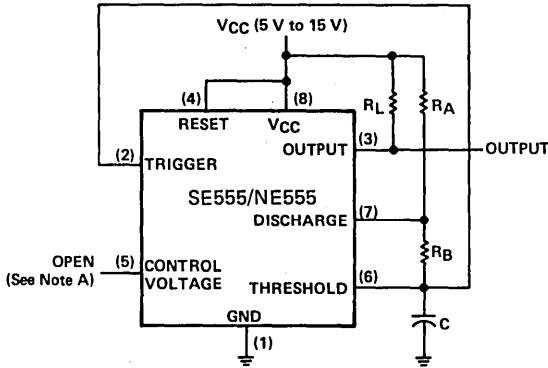 VCC (5 V to 15 V)
(4)
(8)
RESET
VCC
RL
RA
(3)
OUTPUT
OUTPUT
(2)
TRIGGER
SE555/NE555
(7)
DISCHARGE
RB
OPEN
(See Note A)
(5)
CONTROL
VOLTAGE
(6)
THRESHOLD
C
GND
(1)